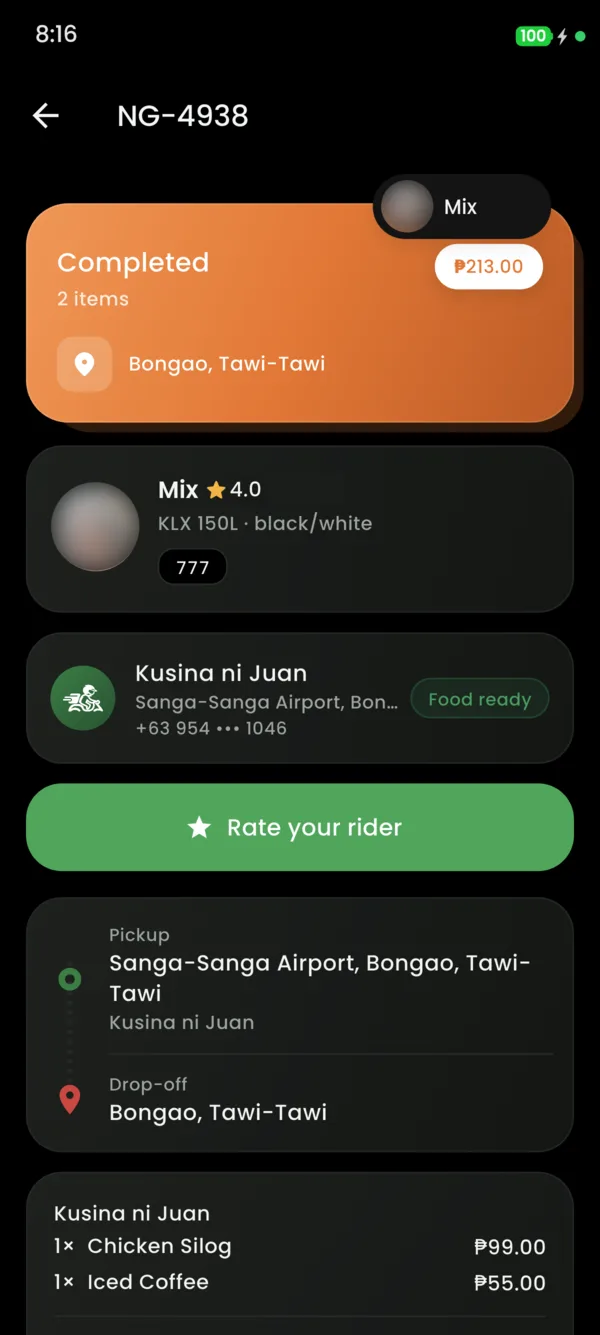 8:16
100
NG-4938
Mix
Completed
₱213.00
2 items
Bongao, Tawi-Tawi
Mix 4.0
KLX 150L · black/white
777
Kusina ni Juan
Sanga-Sanga Airport, Bon...
Food ready
+63 954 ••• 1046
Rate your rider
Pickup
Sanga-Sanga Airport, Bongao, Tawi-
Tawi
Kusina ni Juan
Drop-off
Bongao, Tawi-Tawi
Kusina ni Juan
1× Chicken Silog ₱99.00
1× Iced Coffee ₱55.00